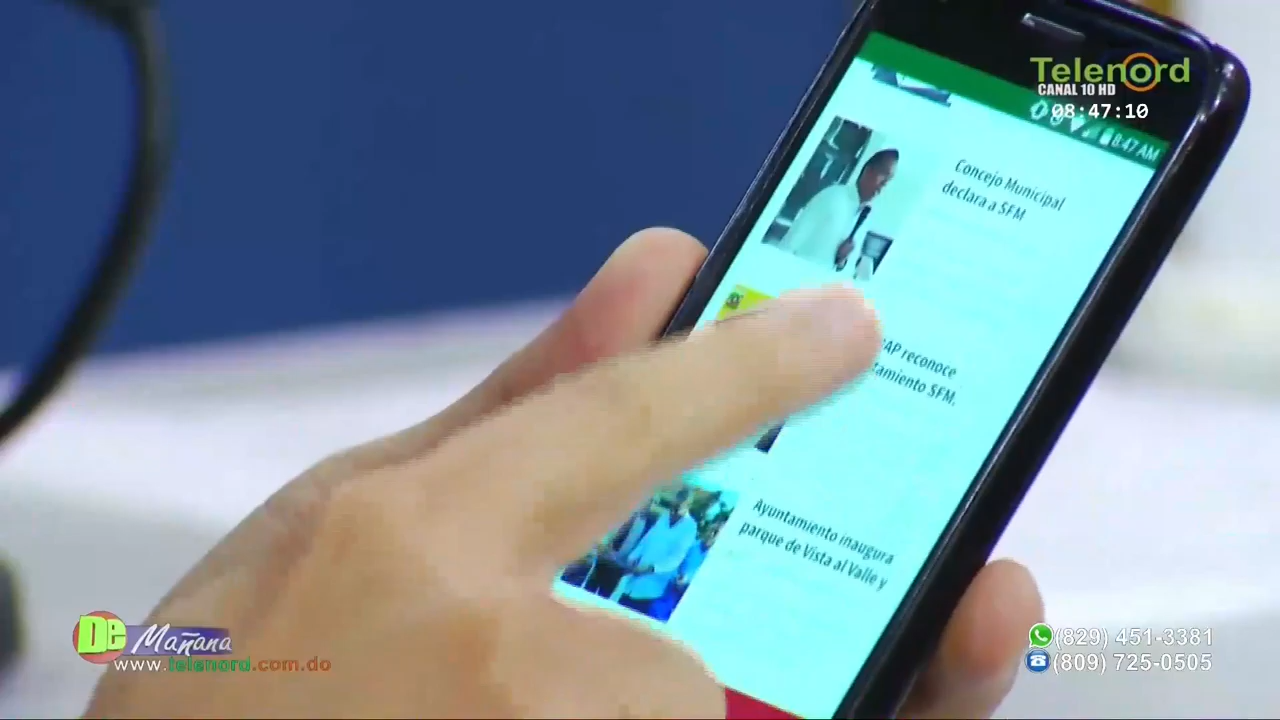 Telenord
CANAL 10 HD
08:47:10
8:47 AM
Concejo Municipal
declara a SFM
AP reconoce
tamiento SFM.
Ayuntamiento inaugura
parque de Vista al Valle y
De Mañana
www.telenord.com.do
(829) 451-3381
(809) 725-0505